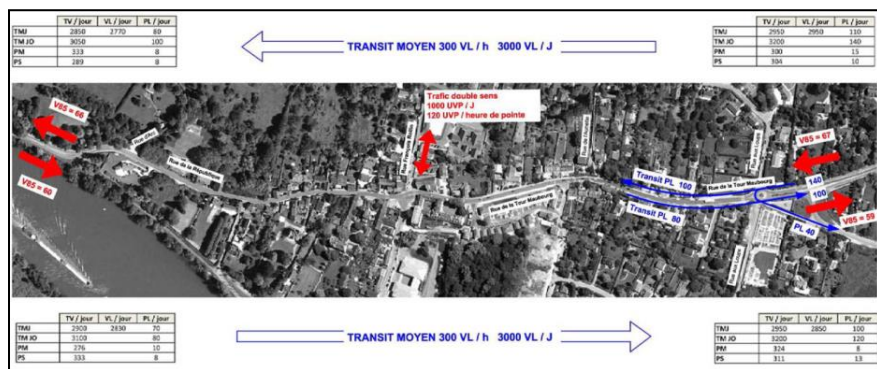 TV / jour VL / jour PL / jour
TMJ 2850 2770 80
TM JO 3050 100
PM 333 8
PS 289 8
TRANSIT MOYEN 300 VL / h 3000 VL / J
TV / jour VL / jour PL / jour
TMJ 2950 2950 110
TM JO 3200 140
PM 300 15
PS 304 10
V85 = 66
V85 = 60
Rue de la République
Trafic double sens
1000 UVP / J
120 UVP / heure de pointe
Rue de la Tour Maubourg
Transit PL 100
Transit PL 80
Rue de la Tour Maubourg
140
100
PL 40
V85 = 67
V85 = 59
TV / jour VL / jour PL / jour
TMJ 2900 2830 70
TM JO 3100 80
PM 276 10
PS 333 8
TRANSIT MOYEN 300 VL / h 3000 VL / J
TV / jour VL / jour PL / jour
TMJ 2950 2850 100
TM JO 3200 120
PM 324 8
PS 311 13